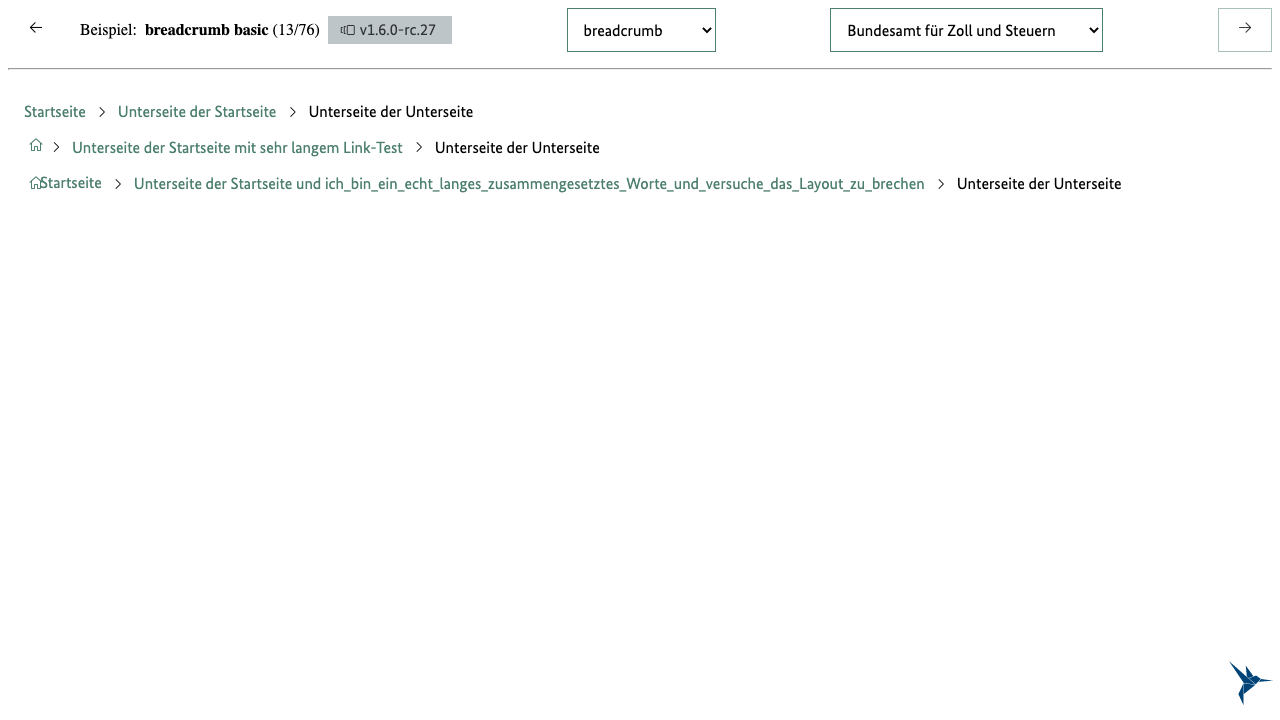 Beispiel: breadcrumb basic (13/76) v1.6.0-rc.27 breadcrumb Bundesamt für Zoll und Steuern
Startseite Unterseite der Startseite Unterseite der Unterseite
Unterseite der Startseite mit sehr langem Link-Test Unterseite der Unterseite
Startseite Unterseite der Startseite und ich_bin_ein_echt_langes_zusammengesetztes_Worte_und_versuche_das_Layout_zu_brechen Unterseite der Unterseite